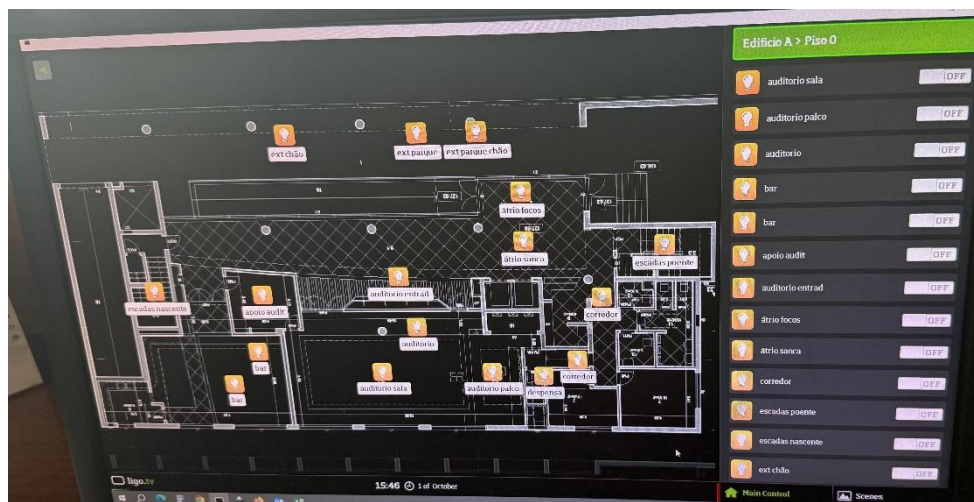 Edificio A > Piso 0
auditorio sala OFF
auditorio palco OFF
auditorio OFF
bar OFF
bar OFF
apoio audit OFF
auditorio entrad OFF
átrio focos OFF
átrio sanca OFF
corredor OFF
escadas poente OFF
escadas nascente OFF
ext chão OFF
ext chão
ext parque
ext parque chão
átrio focos
átrio sanca
escadas poente
auditorio entrad
escadas nascente
apoio audit
corredor
auditorio
bar
corredor
bar
auditorio sala
auditorio palco
despensa
ligo.tv
15:46
1 of October
Main Control
Scenes